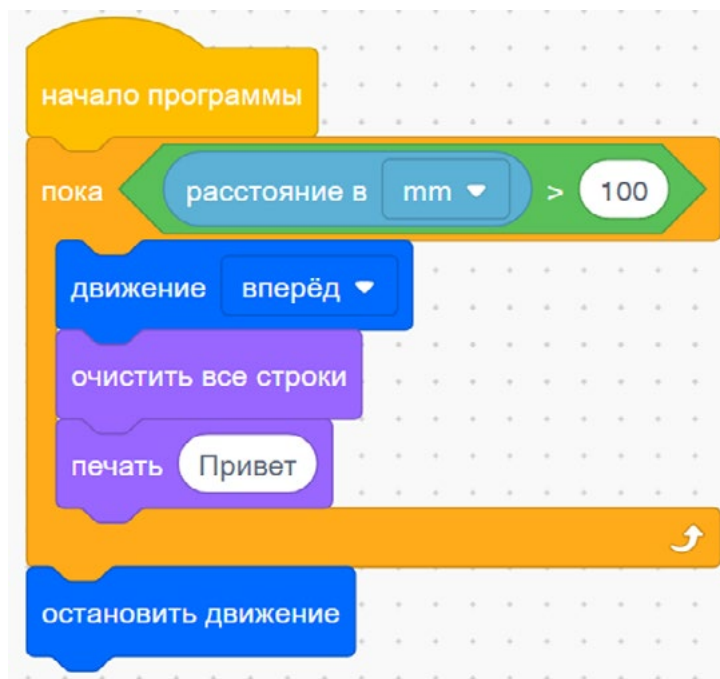 начало программы
пока расстояние в mm > 100
движение вперёд
очистить все строки
печать Привет
остановить движение